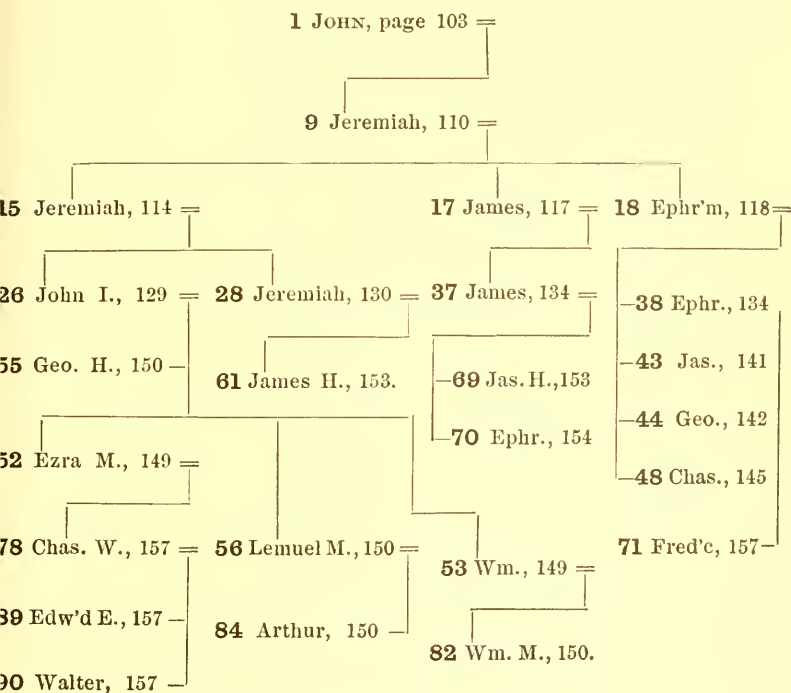 1 JOHN, page 103 =
9 Jeremiah, 110 =
15 Jeremiah, 114 = 17 James, 117 = 18 Ephr'm, 118 =
26 John I., 129 = 28 Jeremiah, 130 = 37 James, 134 = 38 Ephr., 134
55 Geo. H., 150 61 James H., 153. 69 Jas. H., 153 43 Jas., 141
70 Ephr., 154 44 Geo., 142
52 Ezra M., 149 = 48 Chas., 145
78 Chas. W., 157 = 56 Lemuel M., 150 = 53 Wm., 149 = 71 Fred'c, 157
89 Edw'd E., 157 84 Arthur, 150 82 Wm. M., 150.
90 Walter, 157